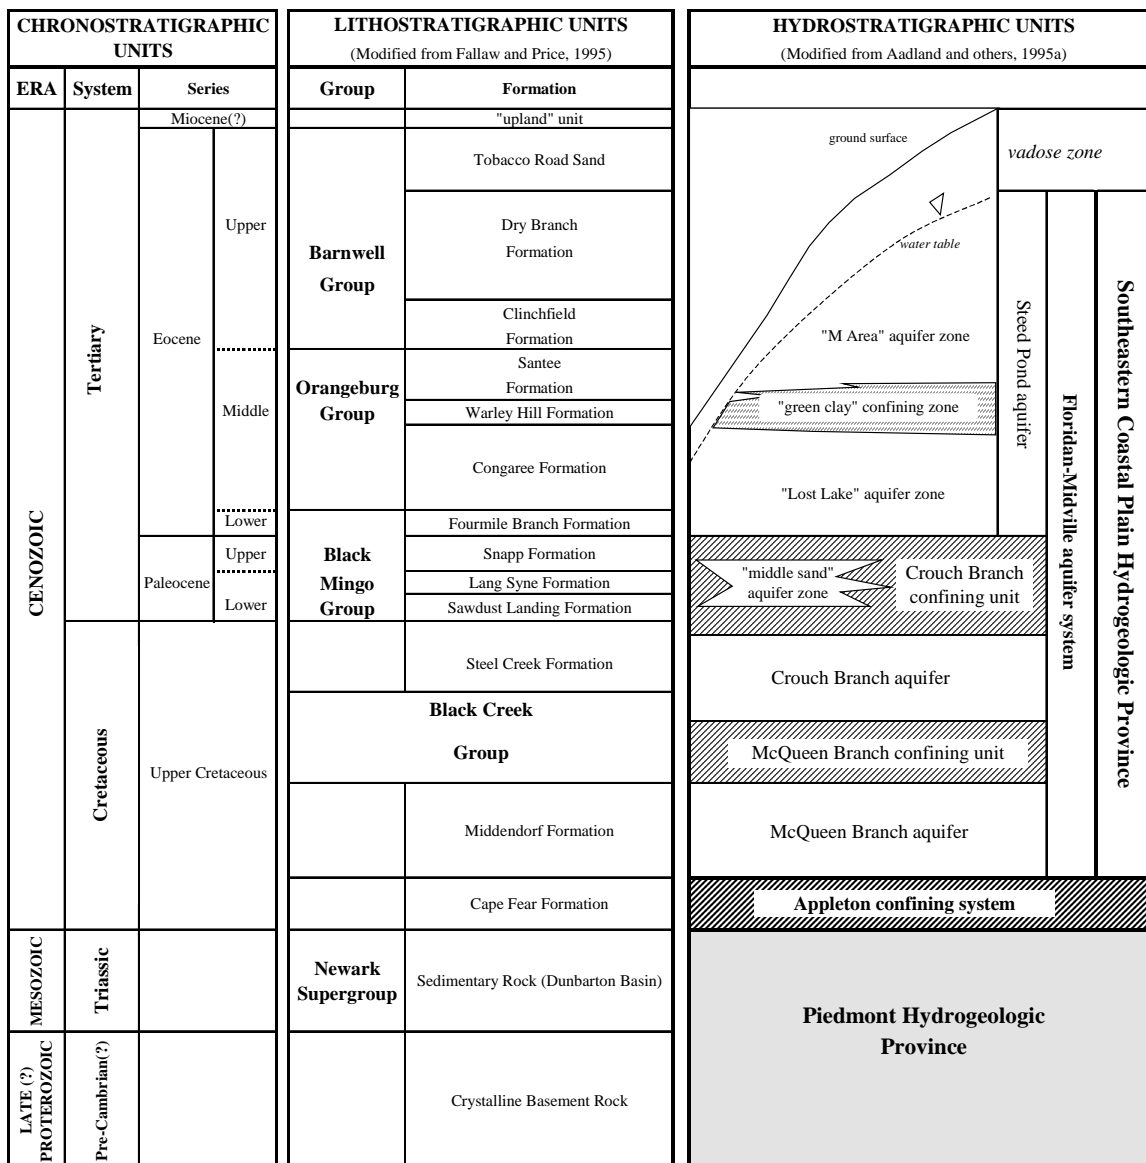 CHRONOSTRATIGRAPHIC
UNITS
ERA
System
Series
CENOZOIC
MESOZOIC
LATE (?)
PROTEROZOIC
Tertiary
Cretaceous
Triassic
Pre-Cambrian(?)
Miocene(?)
Eocene
Upper
Middle
Lower
Paleocene
Upper
Lower
Upper Cretaceous
LITHOSTRATIGRAPHIC UNITS
(Modified from Fallaw and Price, 1995)
Group
Formation
"upland" unit
Barnwell
Group
Tobacco Road Sand
Dry Branch
Formation
Clinchfield
Formation
Orangeburg
Group
Santee
Formation
Warley Hill Formation
Congaree Formation
Black
Mingo
Group
Fourmile Branch Formation
Snapp Formation
Lang Syne Formation
Sawdust Landing Formation
Steel Creek Formation
Black Creek
Group
Middendorf Formation
Cape Fear Formation
Newark
Supergroup
Sedimentary Rock (Dunbarton Basin)
Crystalline Basement Rock
HYDROSTRATIGRAPHIC UNITS
(Modified from Aadland and others, 1995a)
ground surface
vadose zone
water table
"M Area" aquifer zone
"green clay" confining zone
"Lost Lake" aquifer zone
Steed Pond aquifer
"middle sand"
aquifer zone
Crouch Branch
confining unit
Crouch Branch aquifer
McQueen Branch confining unit
McQueen Branch aquifer
Floridan-Midville aquifer system
Southeastern Coastal Plain Hydrogeologic Province
Appleton confining system
Piedmont Hydrogeologic
Province